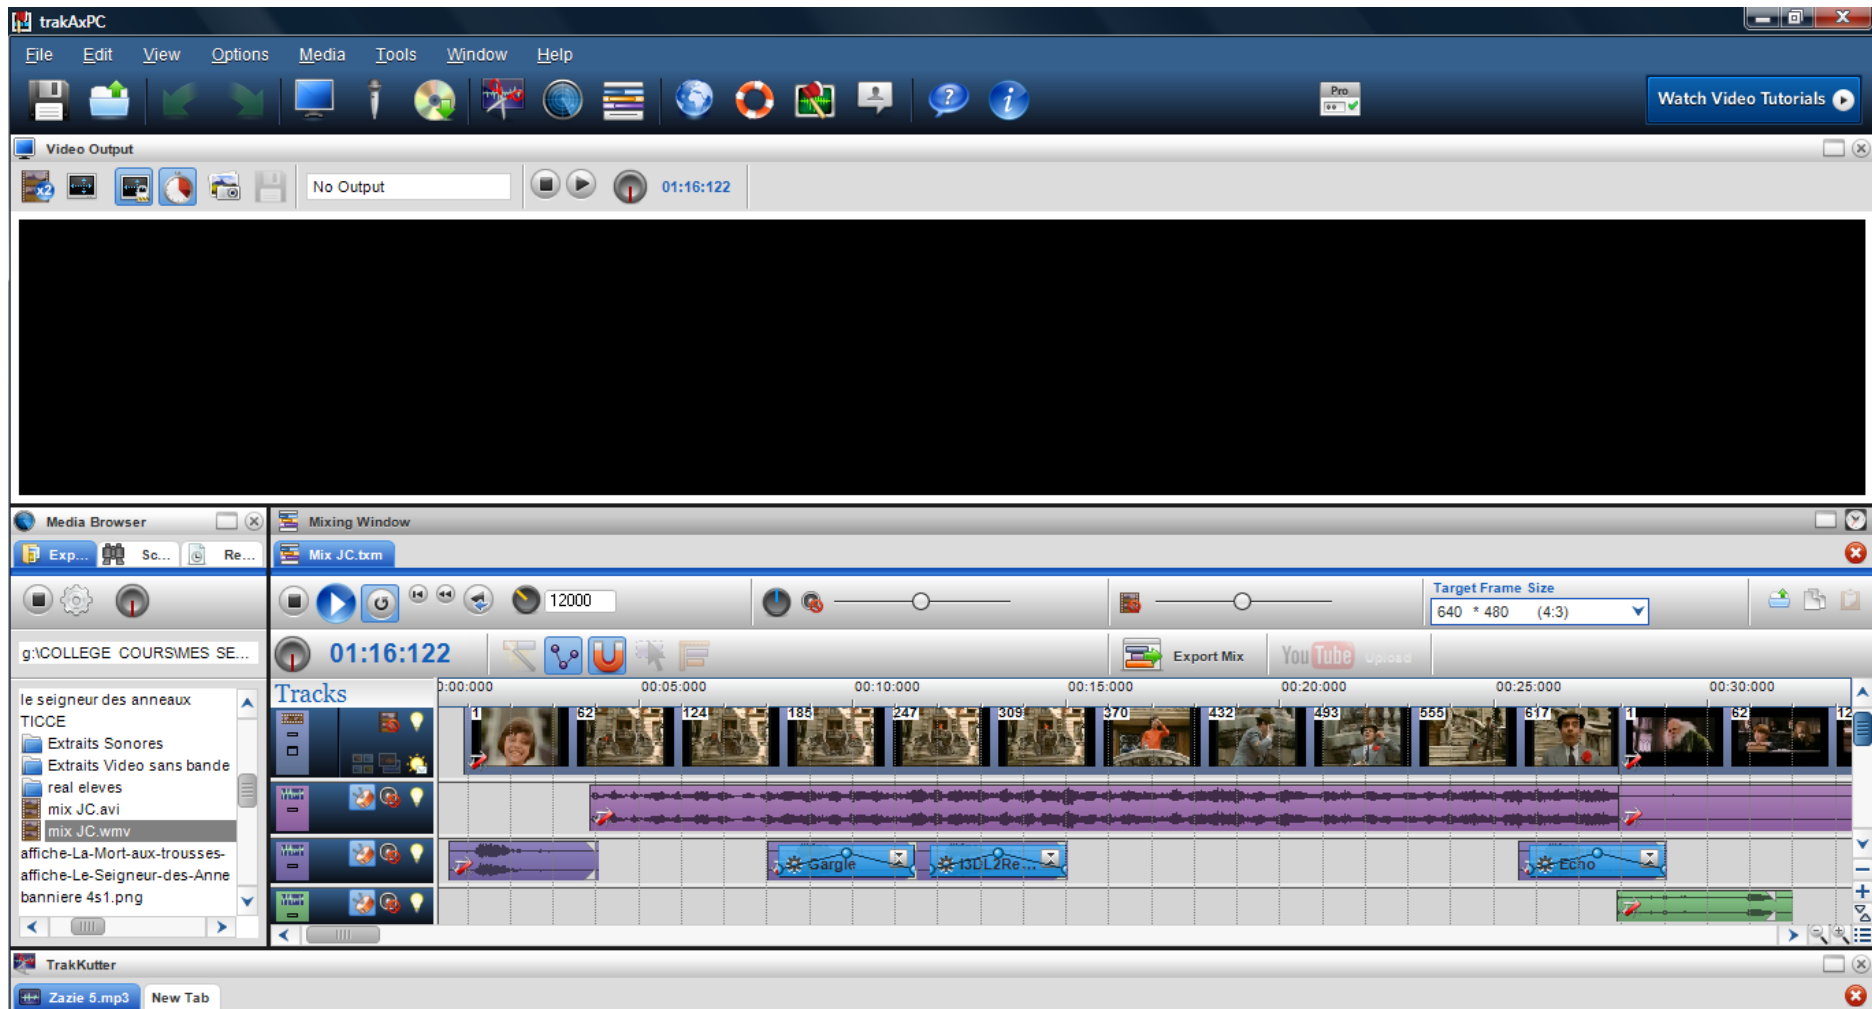 trakAxPC
File Edit View Options Media Tools Window Help
Pro
Watch Video Tutorials
Video Output
x2
No Output
01:16:122
Media Browser
Mixing Window
Exp... Sc... Re...
Mix JC.txm
12000
Target Frame Size
640 * 480 (4:3)
g:\COLLEGE COURS\MES SE...
01:16:122
Export Mix
You Tube Upload
le seigneur des anneaux
TICCE
Extraits Sonores
Extraits Video sans bande
real eleves
mix JC.avi
mix JC.wmv
affiche-La-Mort-aux-trousses-
affiche-Le-Seigneur-des-Anne
banniere 4s1.png
Tracks
0:00:000 00:05:000 00:10:000 00:15:000 00:20:000 00:25:000 00:30:000
1 62 124 185 247 309 370 432 493 555 617 1 62 12
Gargle I3DL2Re... Echo
TrakKutter
Zazie 5.mp3 New Tab